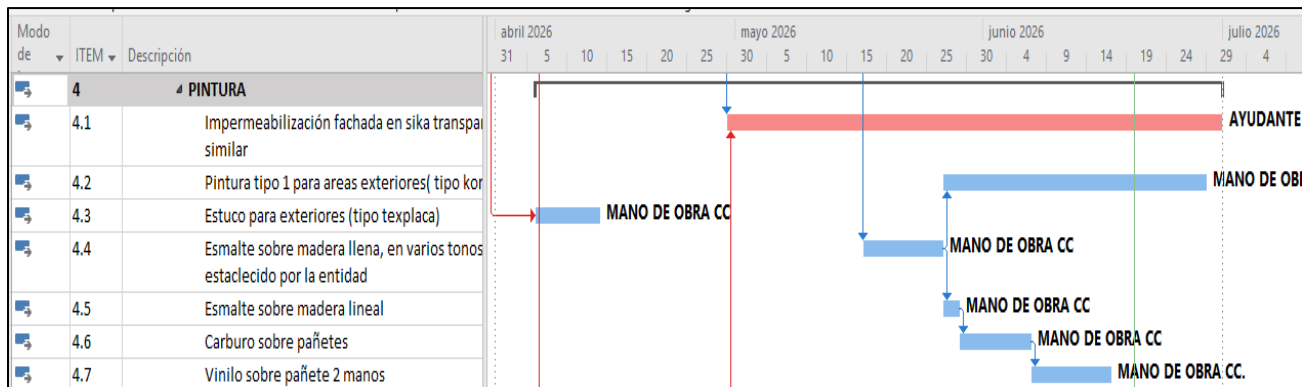 Modo
de
ITEM
Descripción
abril 2026
mayo 2026
junio 2026
julio 2026
31 5 10 15 20 25 30 5 10 15 20 25 30 4 9 14 19 24 29 4
4 PINTURA
4.1 Impermeabilización fachada en sika transpa
similar
AYUDANTE
4.2 Pintura tipo 1 para areas exteriores( tipo kor
MANO DE OB
4.3 Estuco para exteriores (tipo texplaca)
MANO DE OBRA CC
4.4 Esmalte sobre madera llena, en varios tonos
estaclecido por la entidad
MANO DE OBRA CC
4.5 Esmalte sobre madera lineal
MANO DE OBRA CC
4.6 Carburo sobre pañetes
MANO DE OBRA CC
4.7 Vinilo sobre pañete 2 manos
MANO DE OBRA CC.